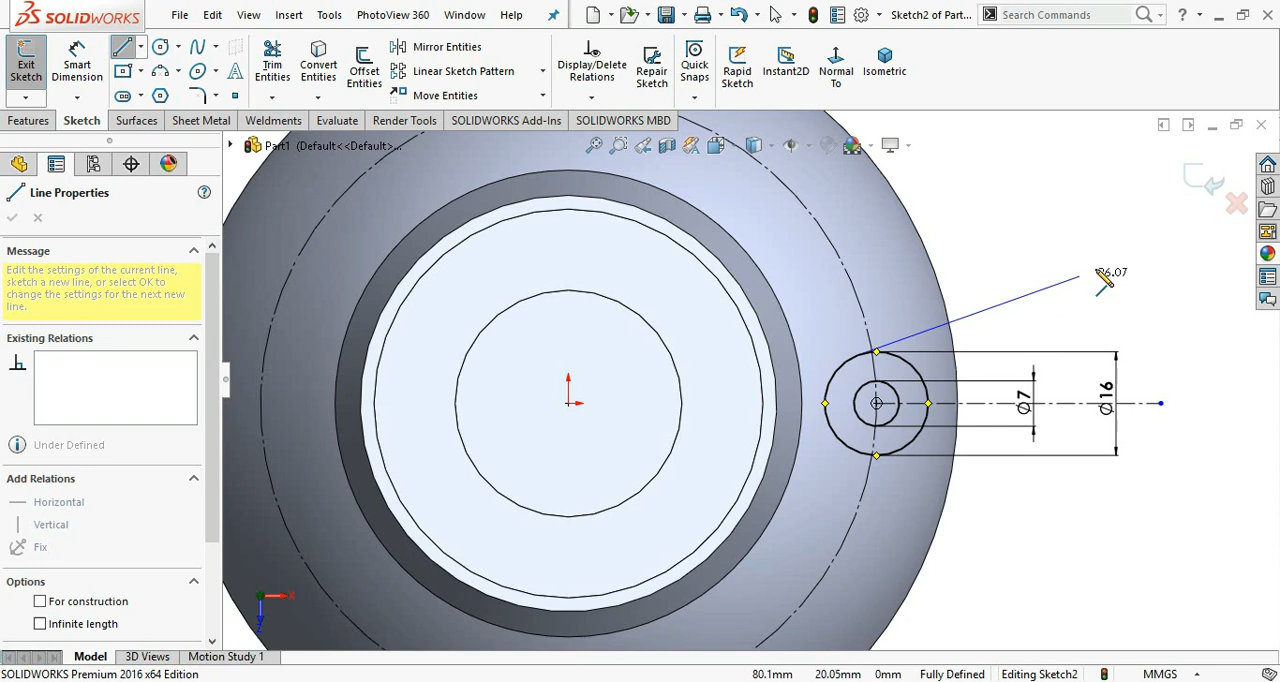 SOLIDWORKS File Edit View Insert Tools PhotoView 360 Window Help Sketch2 of Part... Search Commands
Exit Sketch
Smart Dimension
Trim Entities
Convert Entities
Offset Entities
Mirror Entities
Linear Sketch Pattern
Move Entities
Display/Delete Relations
Repair Sketch
Quick Snaps
Rapid Sketch
Instant2D
Normal To
Isometric
Features Sketch Surfaces Sheet Metal Weldments Evaluate Render Tools SOLIDWORKS Add-Ins SOLIDWORKS MBD
Part1 (Default<<Default>...
Line Properties
Message
Edit the settings of the current line,
sketch a new line, or select OK to
change the settings for the next new
line.
Existing Relations
Under Defined
Add Relations
Horizontal
Vertical
Fix
Options
For construction
Infinite length
6.07
Ø7
Ø16
X
Z
Model 3D Views Motion Study 1
SOLIDWORKS Premium 2016 x64 Edition 80.1mm 20.05mm 0mm Fully Defined Editing Sketch2 MMGS